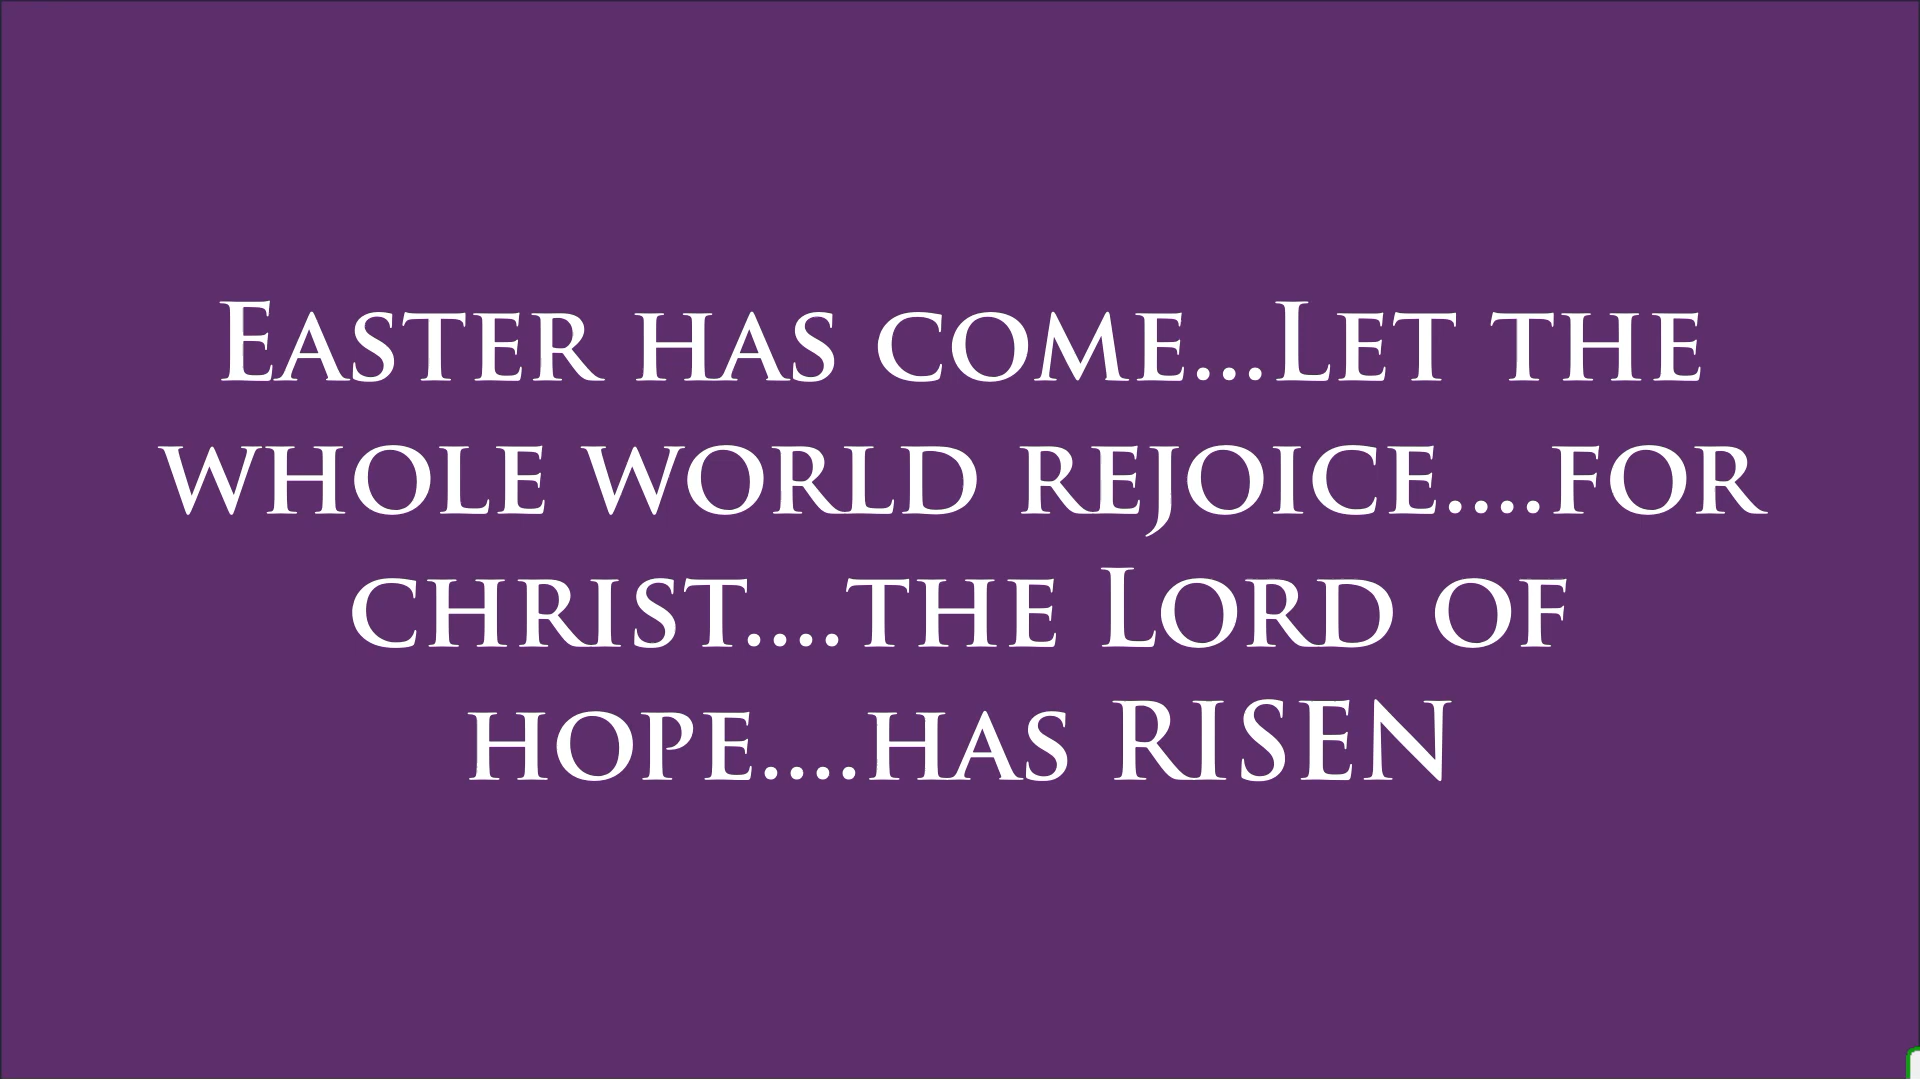 Easter has come...Let the
whole world rejoice....for
christ....the Lord of
hope....has RISEN